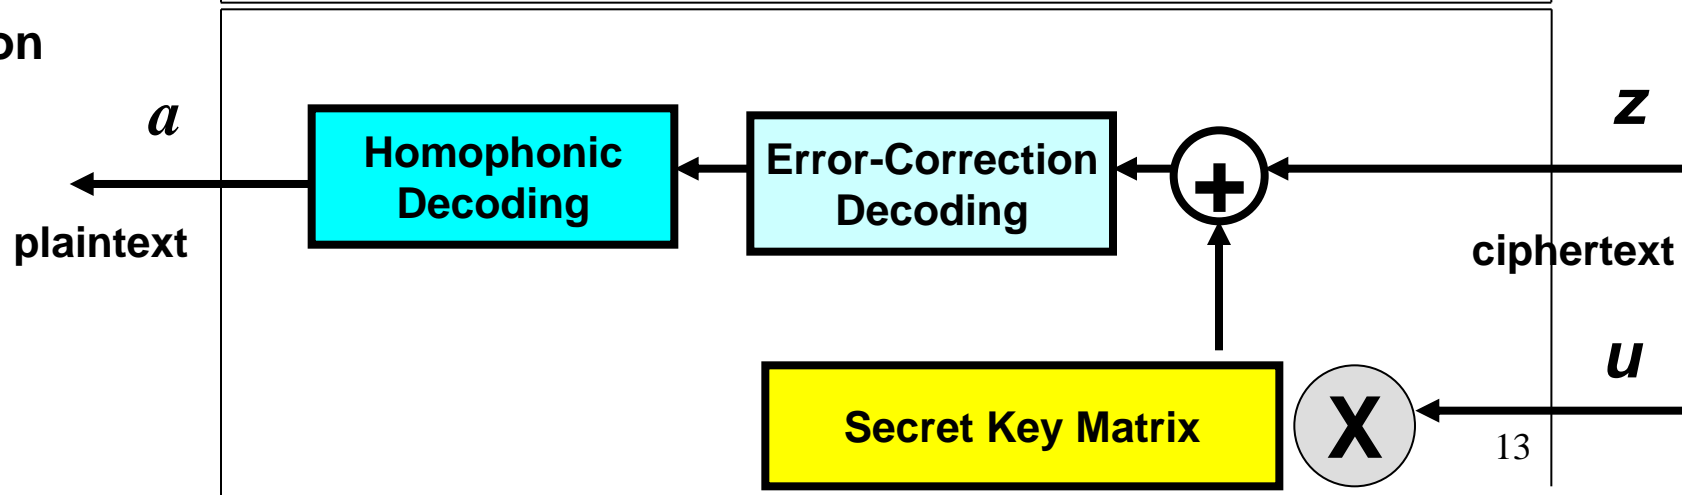 on
a
z
Homophonic
Decoding
Error-Correction
Decoding
+
plaintext
ciphertext
u
Secret Key Matrix
X
13